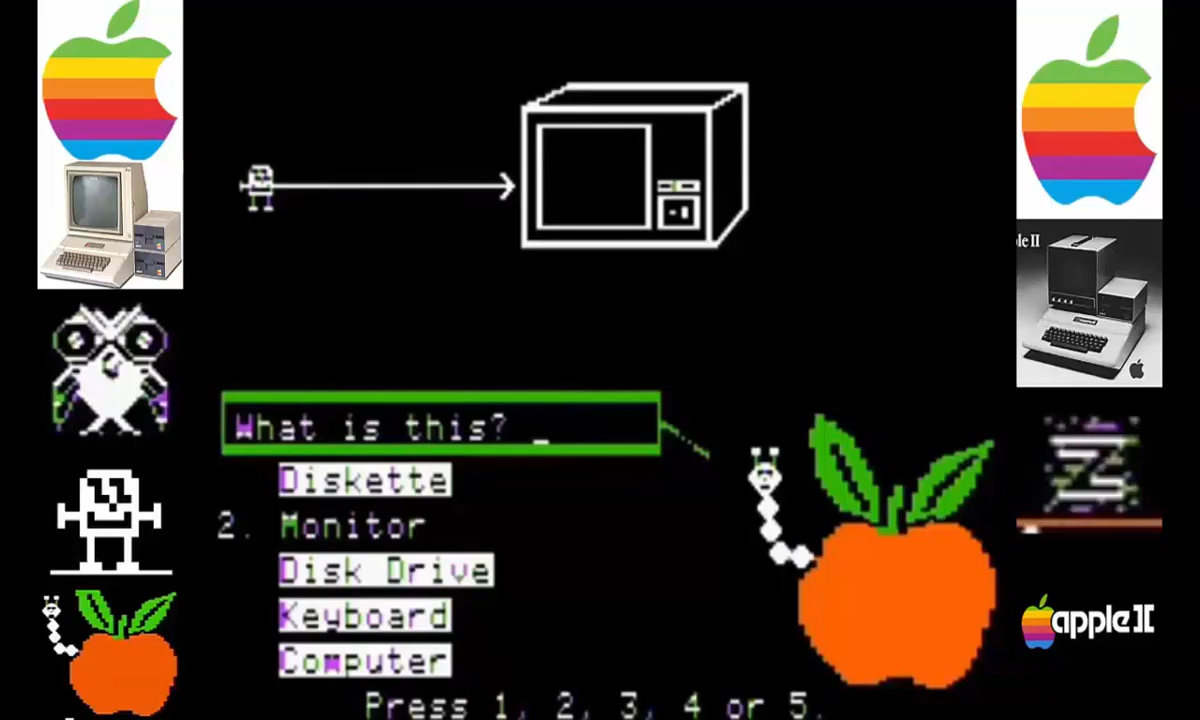 le II
What is this? _
Diskette
2. Monitor
Disk Drive
Keyboard
Computer
Press 1, 2, 3, 4 or 5.
apple II